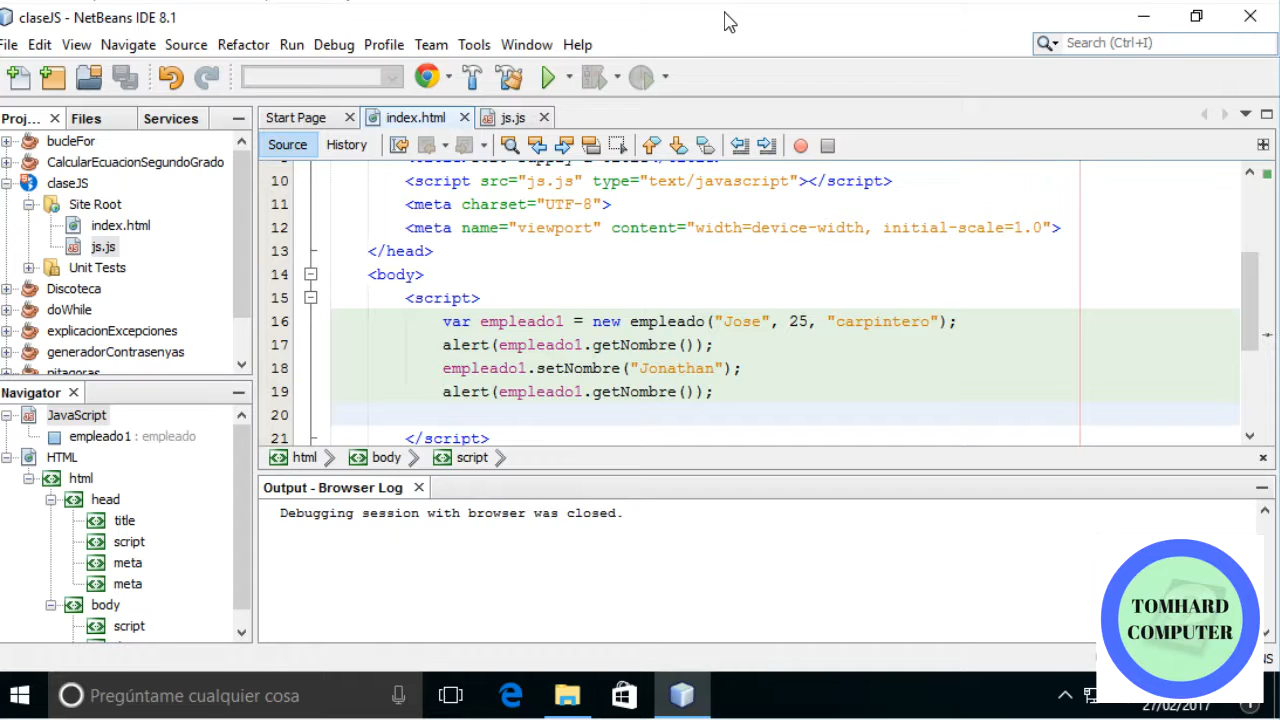 claseJS - NetBeans IDE 8.1
File Edit View Navigate Source Refactor Run Debug Profile Team Tools Window Help
Search (Ctrl+I)
Proj... Files Services
Start Page index.html js.js
Source History
budleFor
CalcularEcuacionSegundoGrado
claseJS
Site Root
index.html
js.js
Unit Tests
Discoteca
doWhile
explicacionExcepciones
generadorContrasenyas
pitagoras
10 <script src="js.js" type="text/javascript"></script>
11 <meta charset="UTF-8">
12 <meta name="viewport" content="width=device-width, initial-scale=1.0">
13 </head>
14 <body>
15 <script>
16 var empleado1 = new empleado("Jose", 25, "carpintero");
17 alert(empleado1.getNombre());
18 empleado1.setNombre("Jonathan");
19 alert(empleado1.getNombre());
20
21 </script>
html body script
Navigator
JavaScript
empleado1 : empleado
HTML
html
head
title
script
meta
meta
body
script
Output - Browser Log
Debugging session with browser was closed.
TOMHARD
COMPUTER
Pregúntame cualquier cosa
27/02/2017